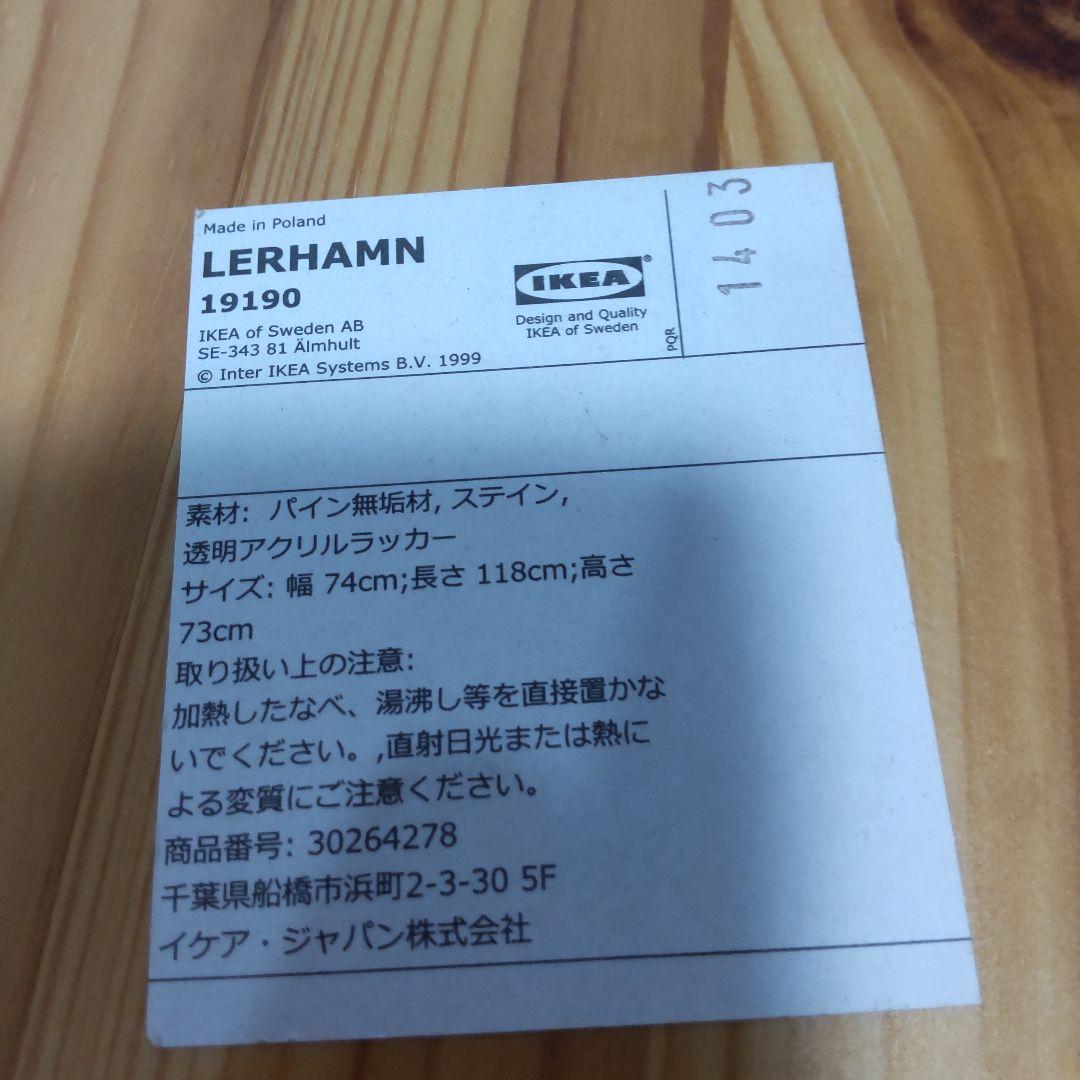 Made in Poland
LERHAMN
19190
IKEA of Sweden AB
SE-343 81 Älmhult
© Inter IKEA Systems B.V. 1999
IKEA®
Design and Quality
IKEA of Sweden
PQR
1403
素材: パイン無垢材, ステイン,
透明アクリルラッカー
サイズ: 幅 74cm;長さ 118cm;高さ
73cm
取り扱い上の注意:
加熱したなべ、湯沸し等を直接置かな
いでください。,直射日光または熱に
よる変質にご注意ください。
商品番号: 30264278
千葉県船橋市浜町2-3-30 5F
イケア・ジャパン株式会社